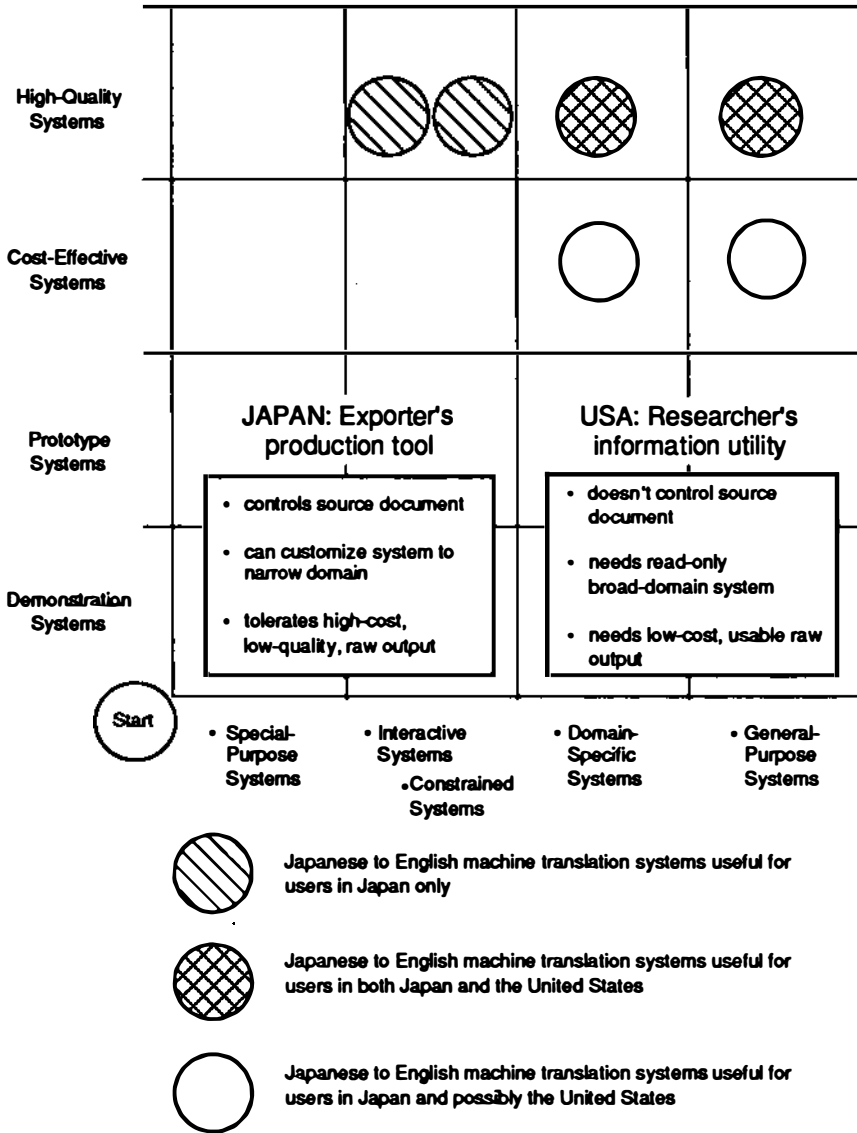 High-Quality
Systems
Cost-Effective
Systems
Prototype
Systems
Demonstration
Systems
JAPAN: Exporter's
production tool
• controls source document
• can customize system to
narrow domain
• tolerates high-cost,
low-quality, raw output
USA: Researcher's
information utility
• doesn't control source
document
• needs read-only
broad-domain system
• needs low-cost, usable raw
output
Start
• Special-
Purpose
Systems
• Interactive
Systems
• Constrained
Systems
• Domain-
Specific
Systems
• General-
Purpose
Systems
Japanese to English machine translation systems useful for
users in Japan only
Japanese to English machine translation systems useful for
users in both Japan and the United States
Japanese to English machine translation systems useful for
users in Japan and possibly the United States